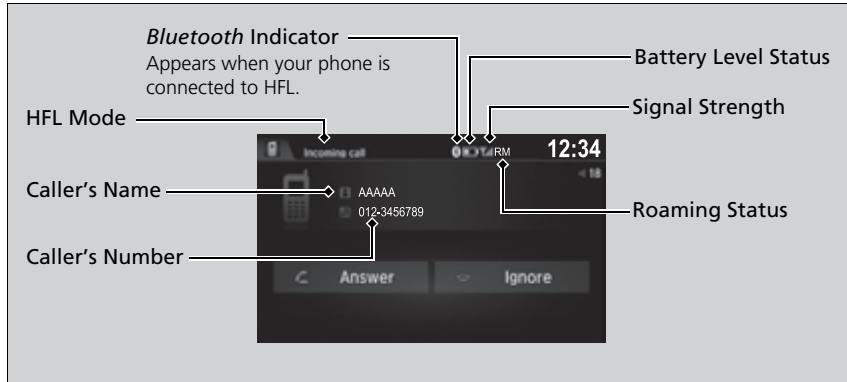 Bluetooth Indicator
Appears when your phone is
connected to HFL.
Battery Level Status
HFL Mode
Signal Strength
Incoming call
RM
12:34
18
Caller's Name
AAAAA
012-3456789
Roaming Status
Caller's Number
Answer
Ignore